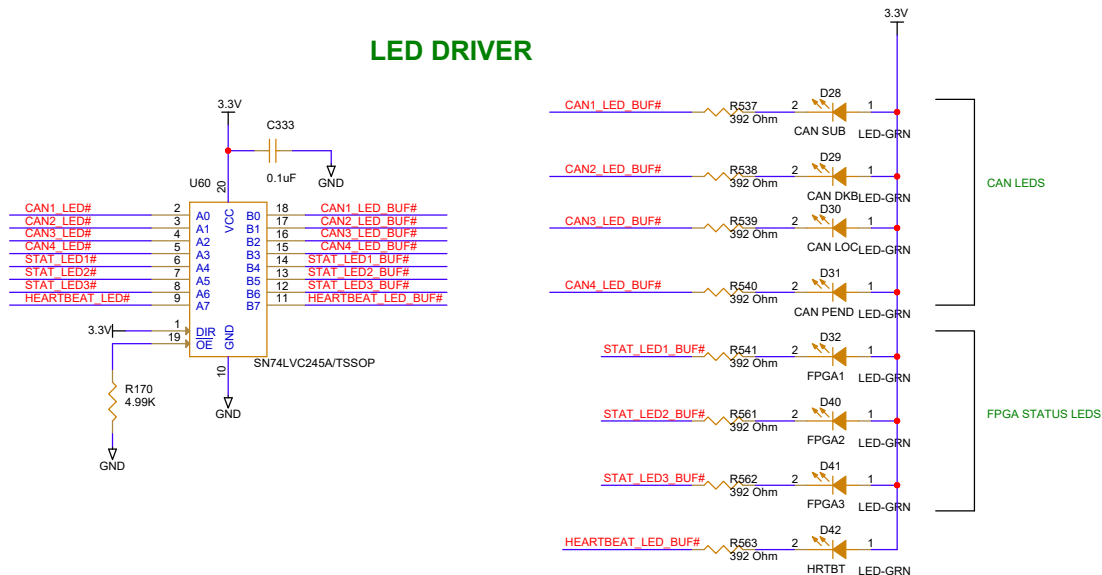 LED DRIVER
3.3V
C333
0.1uF
GND
U60
20
VCC
CAN1_LED# 2 A0 B0 18 CAN1_LED_BUF#
CAN2_LED# 3 A1 B1 17 CAN2_LED_BUF#
CAN3_LED# 4 A2 B2 16 CAN3_LED_BUF#
CAN4_LED# 5 A3 B3 15 CAN4_LED_BUF#
STAT_LED1# 6 A4 B4 14 STAT_LED1_BUF#
STAT_LED2# 7 A5 B5 13 STAT_LED2_BUF#
STAT_LED3# 8 A6 B6 12 STAT_LED3_BUF#
HEARTBEAT_LED# 9 A7 B7 11 HEARTBEAT_LED_BUF#
3.3V 1 DIR
19 OE
GND
10
SN74LVC245A/TSSOP
GND
R170
4.99K
GND
3.3V
CAN1_LED_BUF# R537 2 D28 1
392 Ohm CAN SUB LED-GRN
CAN2_LED_BUF# R538 2 D29 1
392 Ohm CAN DKB LED-GRN
CAN3_LED_BUF# R539 2 D30 1
392 Ohm CAN LOC LED-GRN
CAN4_LED_BUF# R540 2 D31 1
392 Ohm CAN PEND LED-GRN
CAN LEDS
STAT_LED1_BUF# R541 2 D32 1
392 Ohm FPGA1 LED-GRN
STAT_LED2_BUF# R561 2 D40 1
392 Ohm FPGA2 LED-GRN
STAT_LED3_BUF# R562 2 D41 1
392 Ohm FPGA3 LED-GRN
FPGA STATUS LEDS
HEARTBEAT_LED_BUF# R563 2 D42 1
392 Ohm HRTBT LED-GRN